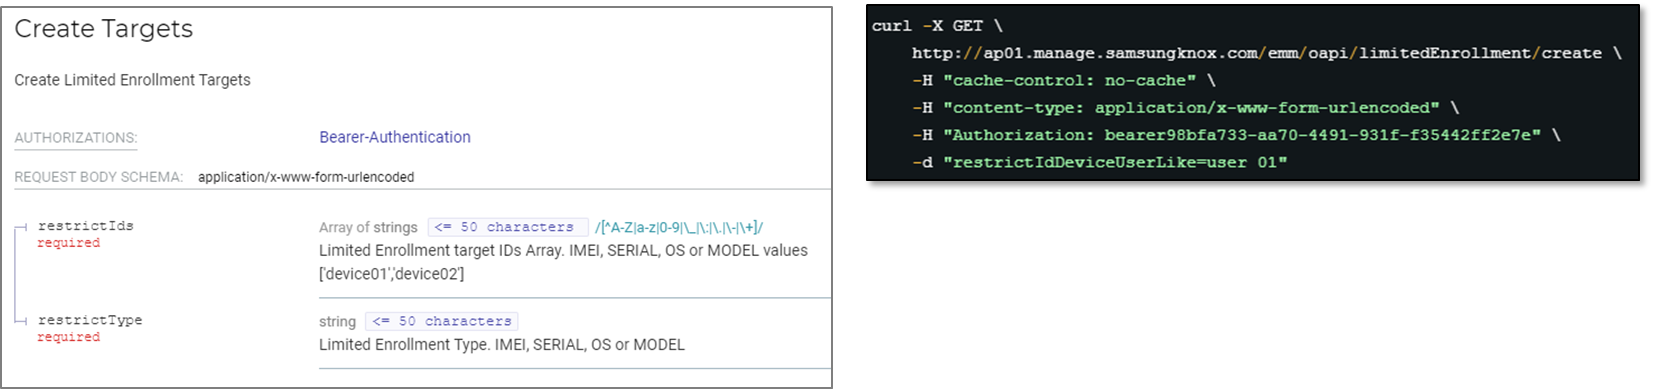 Create Targets
Create Limited Enrollment Targets
AUTHORIZATIONS: Bearer-Authentication
REQUEST BODY SCHEMA: application/x-www-form-urlencoded
restrictIds
required
Array of strings <= 50 characters /[^A-Z|a-z|0-9|\_|\:|\.|\-|\+]/
Limited Enrollment target IDs Array. IMEI, SERIAL, OS or MODEL values
['device01','device02']
restrictType
required
string <= 50 characters
Limited Enrollment Type. IMEI, SERIAL, OS or MODEL
curl -X GET \
http://ap01.manage.samsungknox.com/emm/oapi/limitedEnrollment/create \
-H "cache-control: no-cache" \
-H "content-type: application/x-www-form-urlencoded" \
-H "Authorization: bearer98bfa733-aa70-4491-931f-f35442ff2e7e" \
-d "restrictIdDeviceUserLike=user 01"